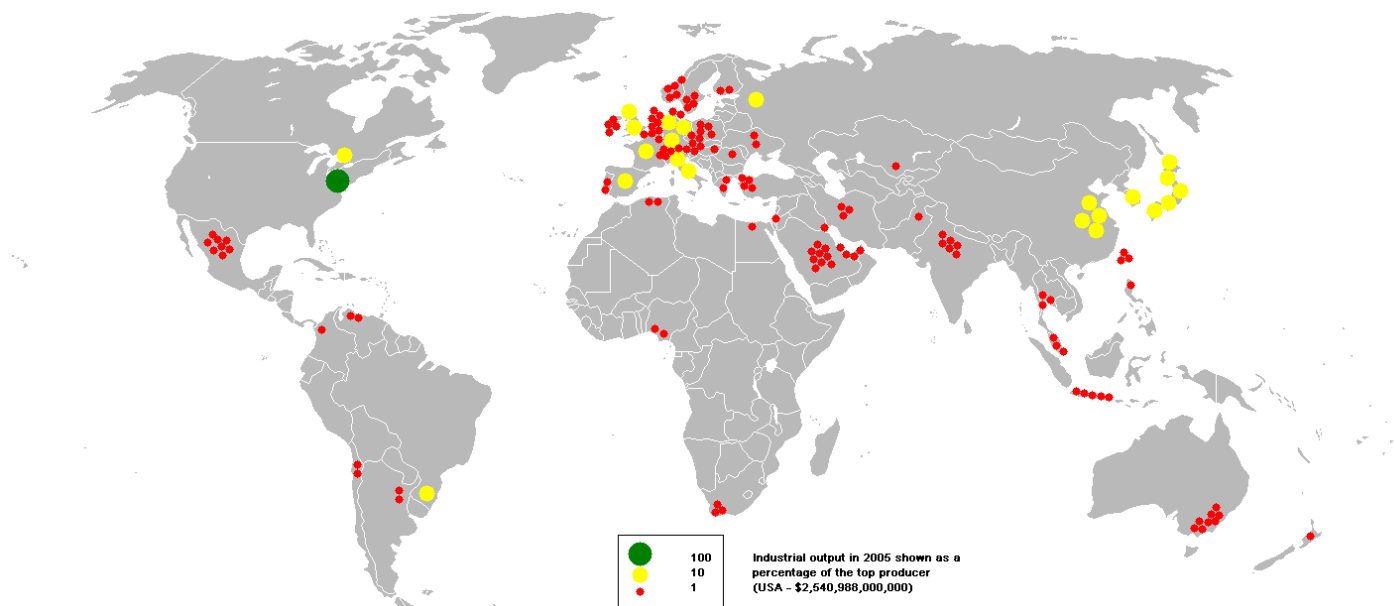 100
10
1
Industrial output in 2005 shown as a
percentage of the top producer
(USA - $2,540,988,000,000)